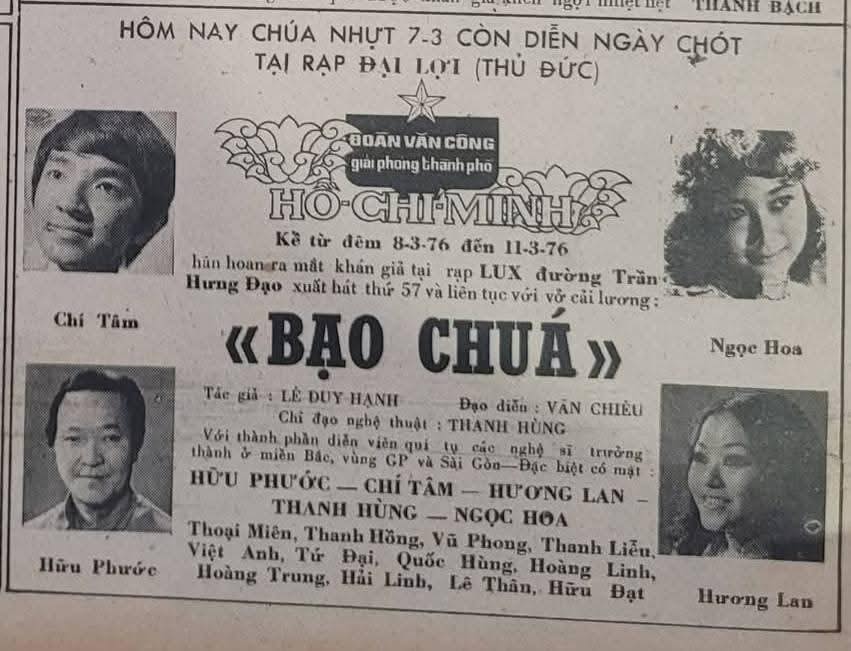 THANH BẠCH
HÔM NAY CHÚA NHỰT 7-3 CÒN DIỄN NGÀY CHÓT
TẠI RẠP ĐẠI LỢI (THỦ ĐỨC)
ĐOÀN VĂN CÔNG
giải phóng thành phố
HỒ-CHÍ-MINH
Kể từ đêm 8-3-76 đến 11-3-76
hân hoan ra mắt khán giả tại rạp LUX đường Trần
Hưng Đạo xuất hát thứ 57 và liên tục với vở cải lương :
« BẠO CHUÁ »
Tác giả : LÊ DUY HẠNH Đạo diễn : VĂN CHIÊU
Chỉ đạo nghệ thuật : THANH HÙNG
Với thành phần diễn viên quí tụ các nghệ sĩ trưởng
thành ở miền Bắc, vùng GP và Sài Gòn—Đặc biệt có mặt :
HỮU PHƯỚC — CHÍ TÂM — HƯƠNG LAN —
THANH HÙNG — NGỌC HOA
Thoại Miên, Thanh Hồng, Vũ Phong, Thanh Liễu,
Việt Anh, Tứ Đại, Quốc Hùng, Hoàng Linh,
Hoàng Trung, Hải Linh, Lê Thân, Hữu Đạt
Chí Tâm
Ngọc Hoa
Hữu Phước
Hương Lan